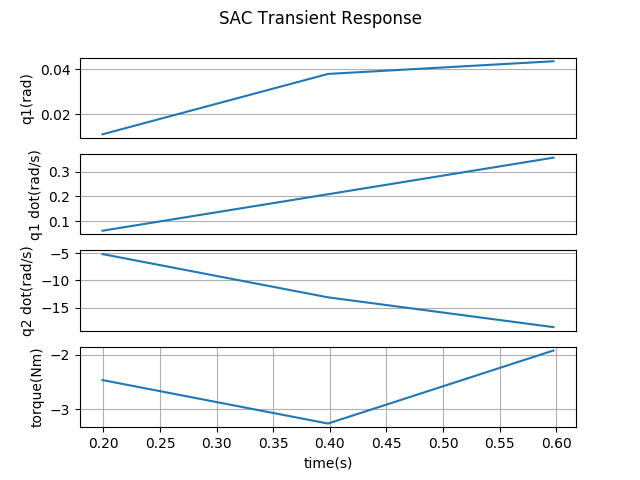 SAC Transient Response
q1(rad)
0.04
0.02
q1 dot(rad/s)
0.3
0.2
0.1
q2 dot(rad/s)
−5
−10
−15
torque(Nm)
−2
−3
0.20 0.25 0.30 0.35 0.40 0.45 0.50 0.55 0.60
time(s)